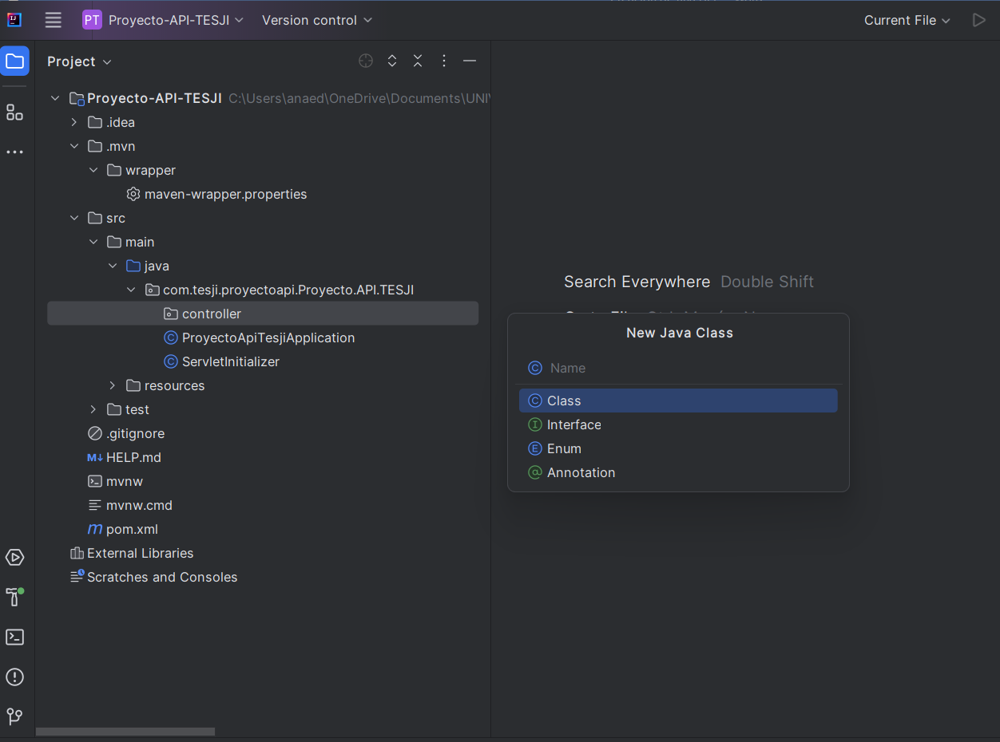 PT Proyecto-API-TESJI Version control Current File
Project
Proyecto-API-TESJI C:\Users\anaed\OneDrive\Documents\UNIV
.idea
.mvn
wrapper
maven-wrapper.properties
src
main
java
com.tesji.proyectoapi.Proyecto.API.TESJI
controller
ProyectoApiTesjiApplication
ServletInitializer
resources
test
.gitignore
HELP.md
mvnw
mvnw.cmd
pom.xml
External Libraries
Scratches and Consoles
Search Everywhere Double Shift
New Java Class
Name
Class
Interface
Enum
Annotation